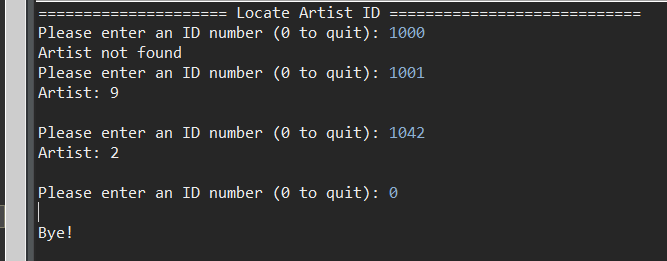 ===================== Locate Artist ID ============================
Please enter an ID number (0 to quit): 1000
Artist not found
Please enter an ID number (0 to quit): 1001
Artist: 9
Please enter an ID number (0 to quit): 1042
Artist: 2
Please enter an ID number (0 to quit): 0
Bye!